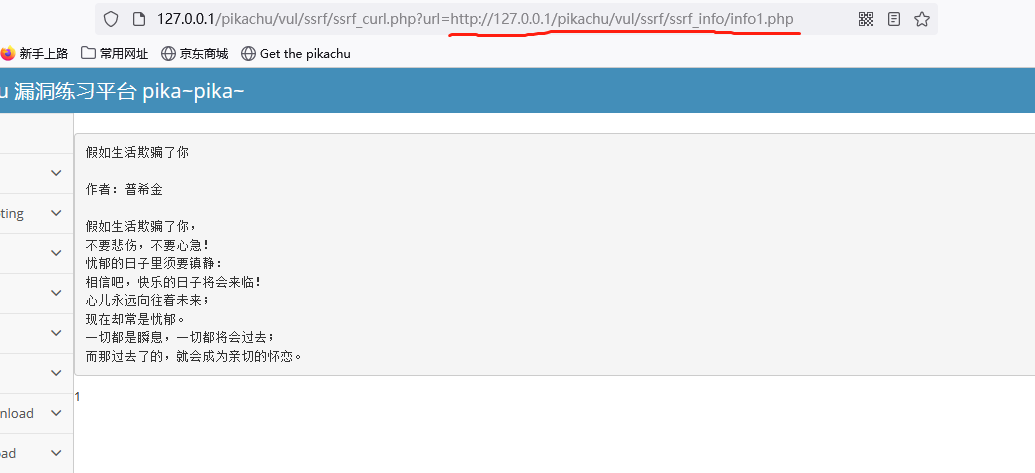 127.0.0.1/pikachu/vul/ssrf/ssrf_curl.php?url=http://127.0.0.1/pikachu/vul/ssrf/ssrf_info/info1.php
新手上路 常用网址 京东商城 Get the pikachu
u 漏洞练习平台 pika~pika~
假如生活欺骗了你
作者：普希金
ting
假如生活欺骗了你，
不要悲伤，不要心急！
忧郁的日子里须要镇静：
相信吧，快乐的日子将会来临！
心儿永远向往着未来；
现在却常是忧郁。
一切都是瞬息，一切都将会过去；
而那过去了的，就会成为亲切的怀恋。
1
nload
ad